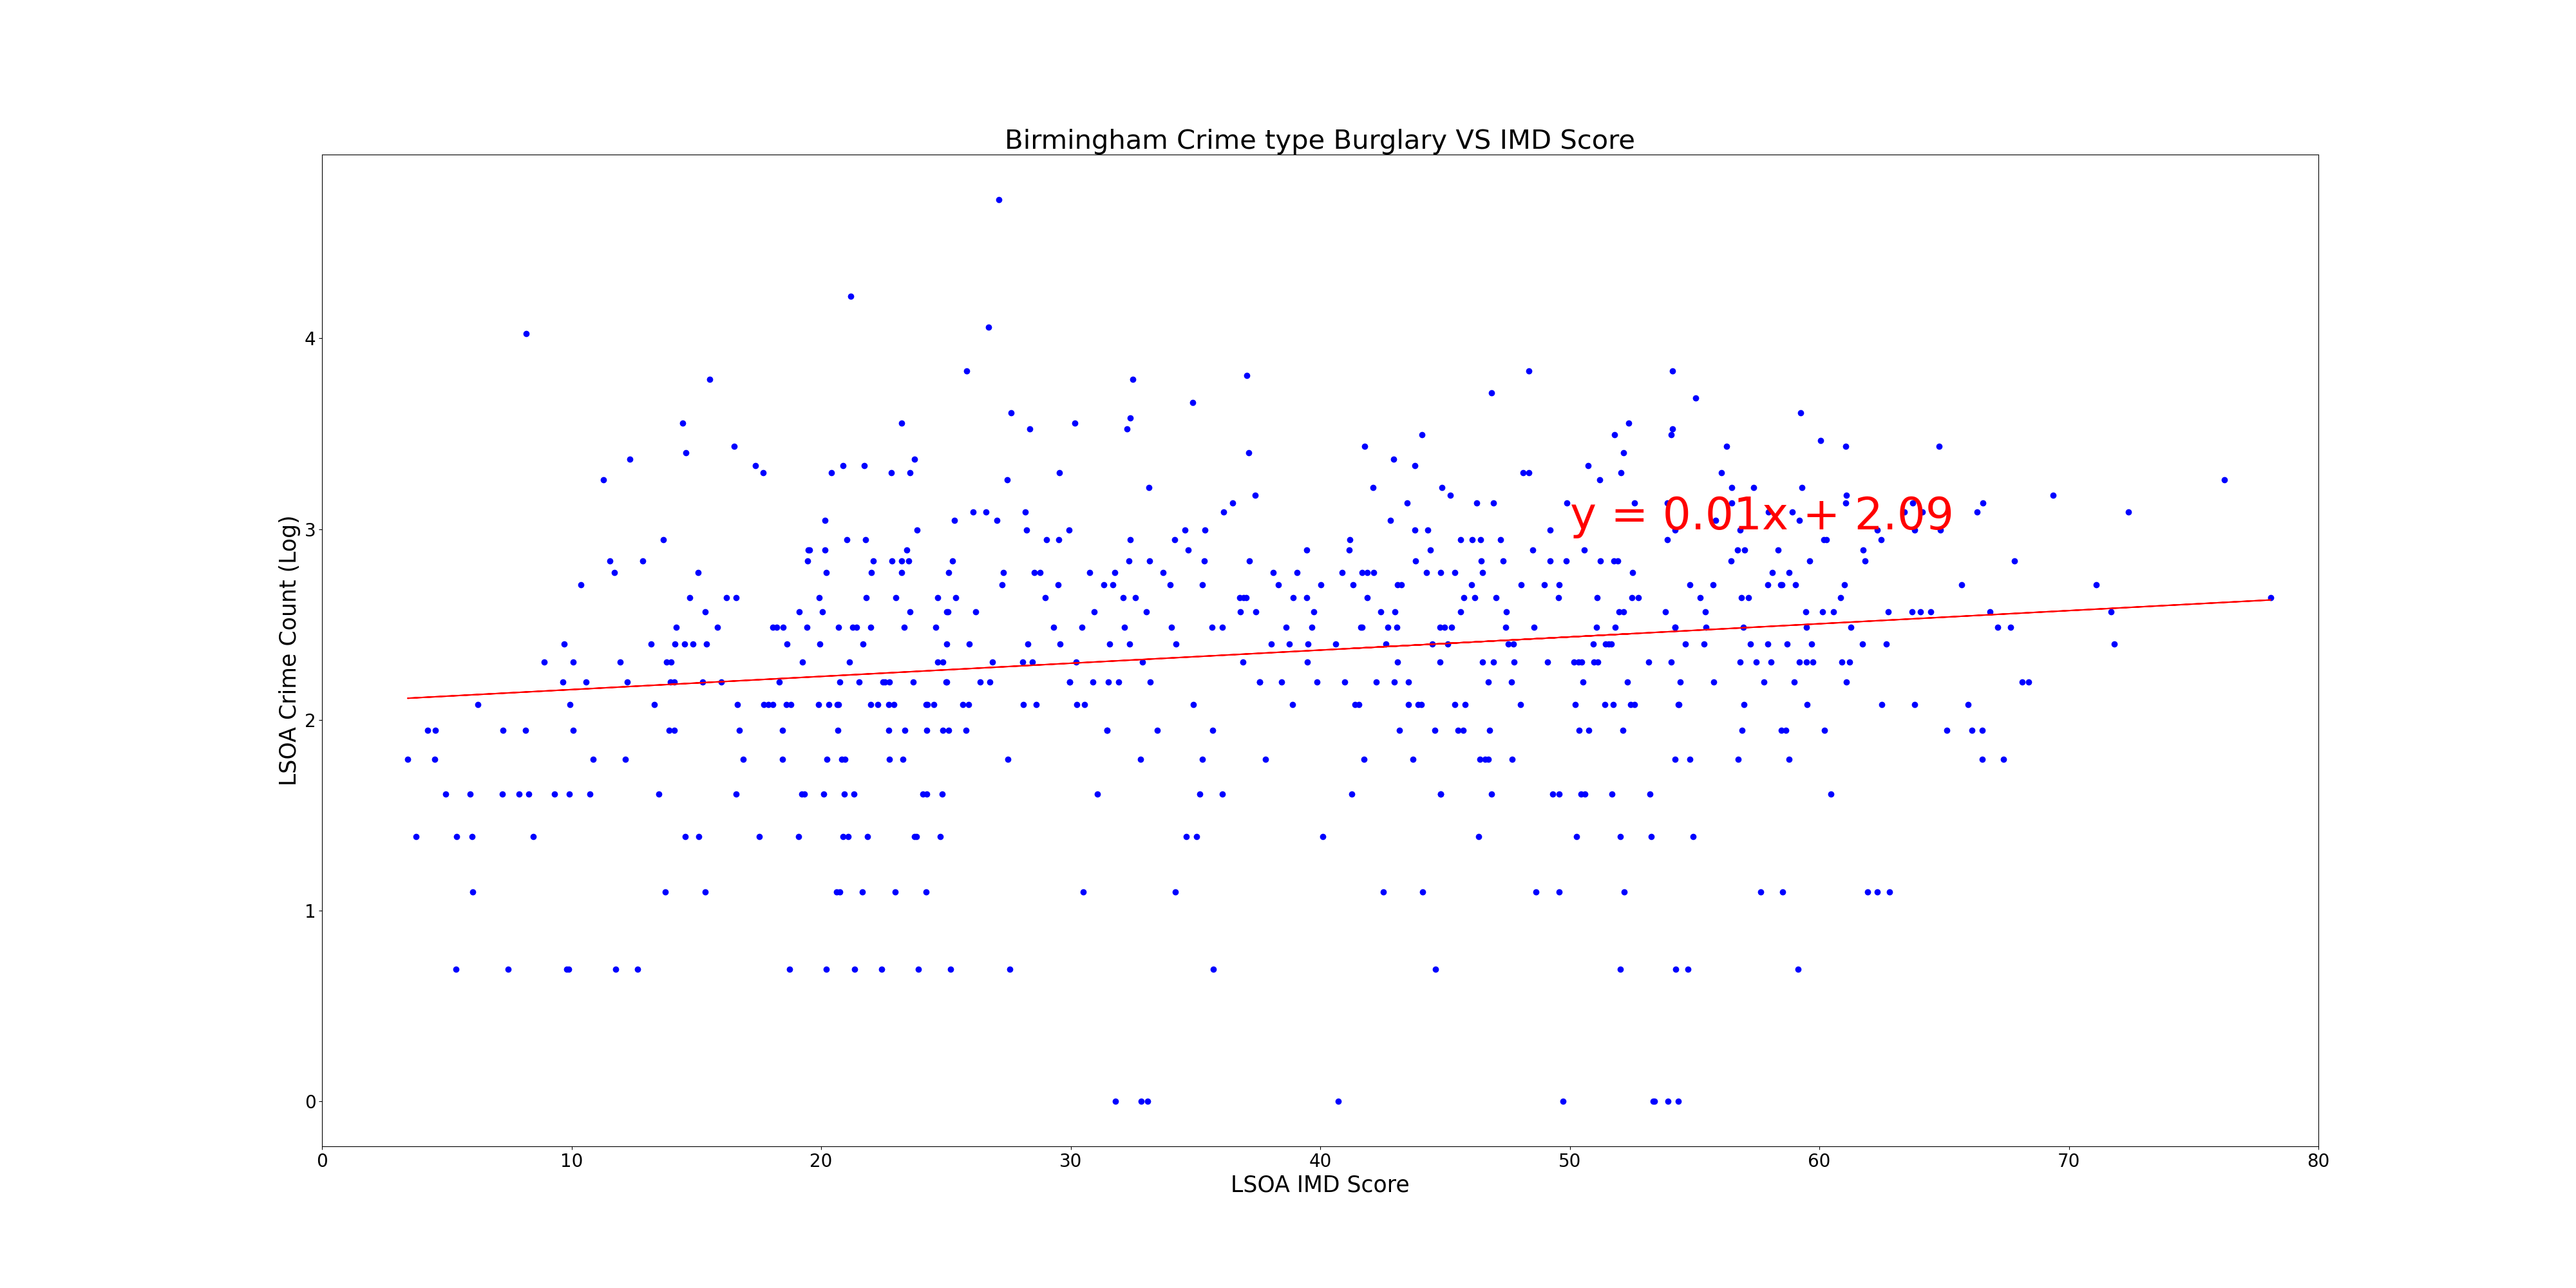 Birmingham Crime type Burglary VS IMD Score
LSOA Crime Count (Log)
4
3
2
1
0
y = 0.01x + 2.09
0 10 20 30 40 50 60 70 80
LSOA IMD Score